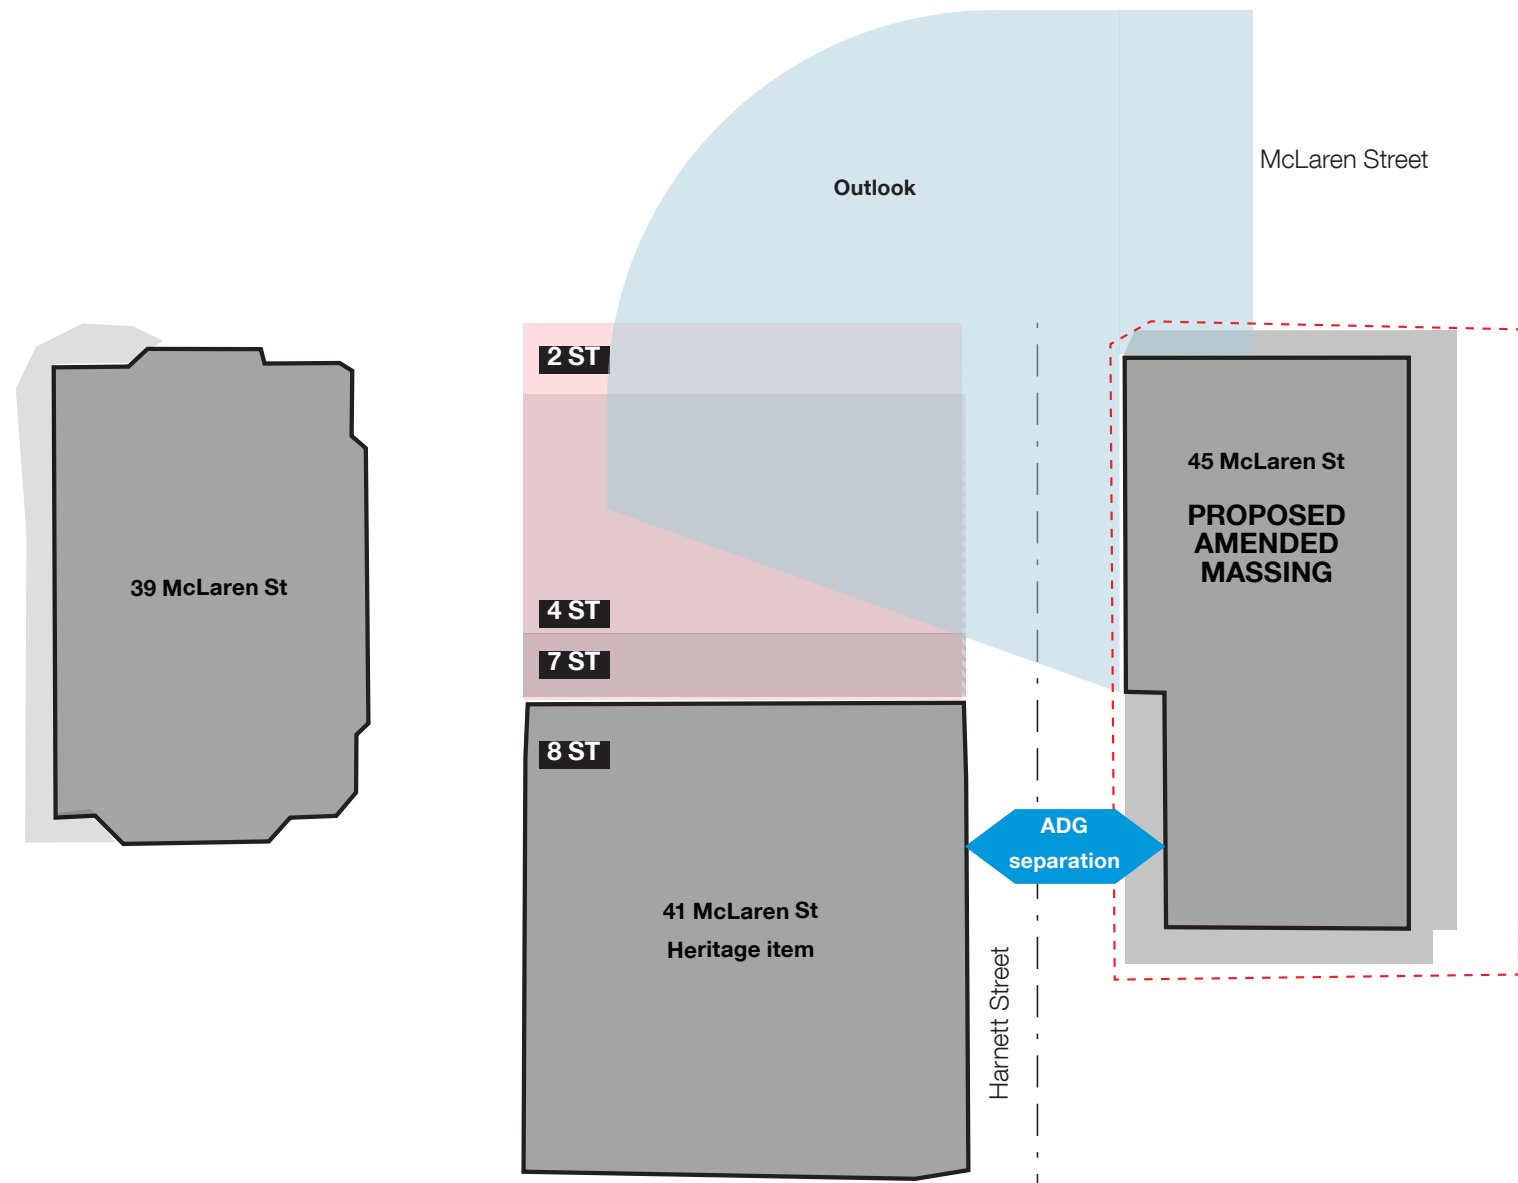 McLaren Street
Outlook
2 ST
45 McLaren St
PROPOSED
AMENDED
MASSING
39 McLaren St
4 ST
7 ST
8 ST
ADG
separation
41 McLaren St
Heritage item
Harnett Street